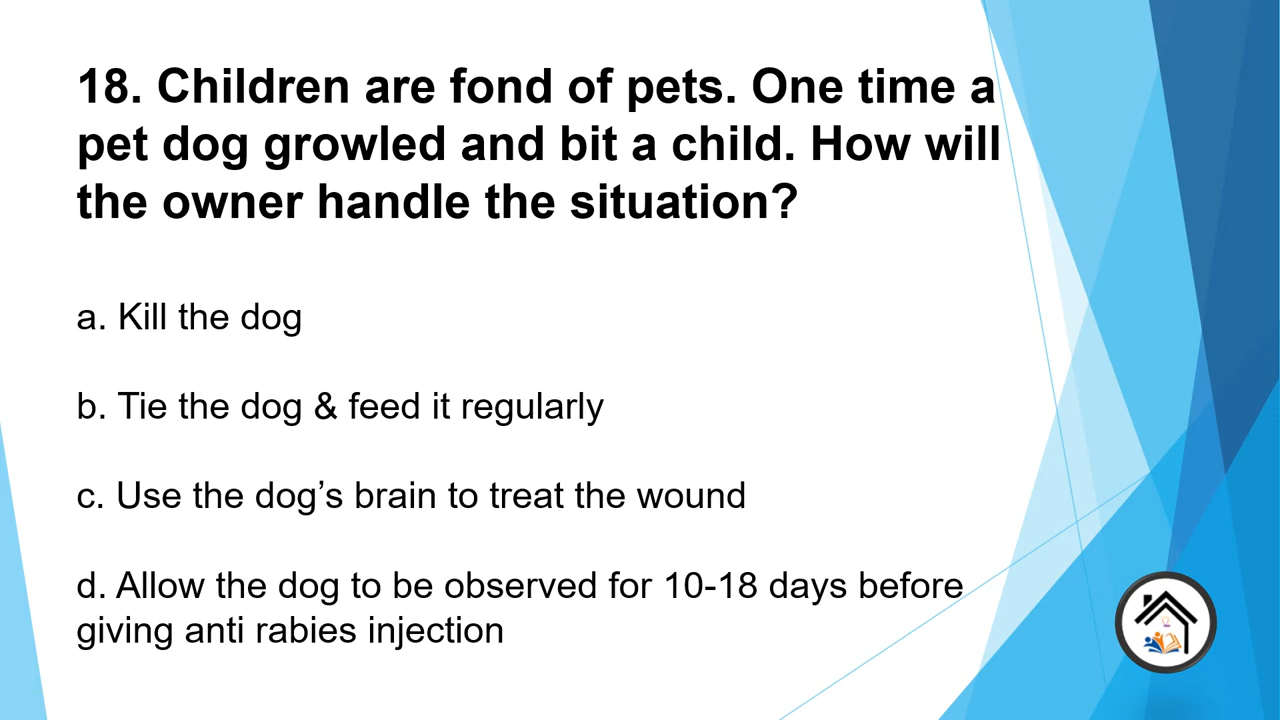 18. Children are fond of pets. One time a
pet dog growled and bit a child. How will
the owner handle the situation?
a. Kill the dog
b. Tie the dog & feed it regularly
c. Use the dog’s brain to treat the wound
d. Allow the dog to be observed for 10-18 days before
giving anti rabies injection